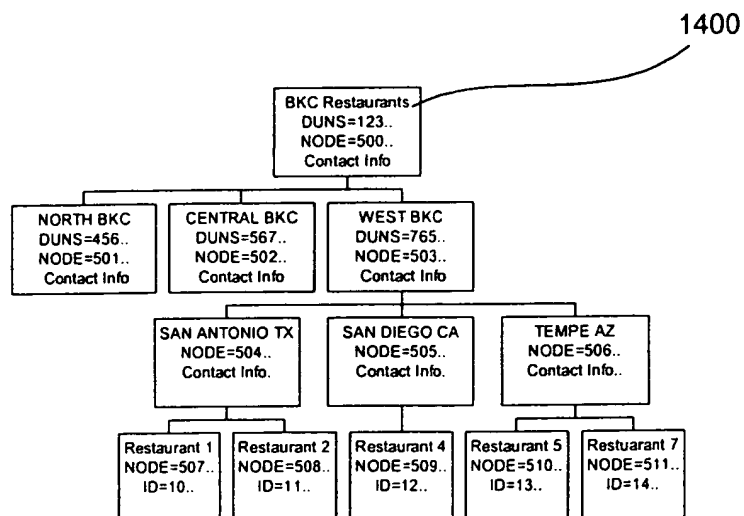 1400
BKC Restaurants
DUNS=123..
NODE=500..
Contact Info
NORTH BKC
DUNS=456..
NODE=501..
Contact Info
CENTRAL BKC
DUNS=567..
NODE=502..
Contact Info
WEST BKC
DUNS=765..
NODE=503..
Contact Info
SAN ANTONIO TX
NODE=504..
Contact Info.
SAN DIEGO CA
NODE=505..
Contact Info.
TEMPE AZ
NODE=506..
Contact Info..
Restaurant 1
NODE=507..
ID=10..
Restaurant 2
NODE=508..
ID=11..
Restaurant 4
NODE=509..
ID=12..
Restaurant 5
NODE=510..
ID=13..
Restuarant 7
NODE=511..
ID=14..